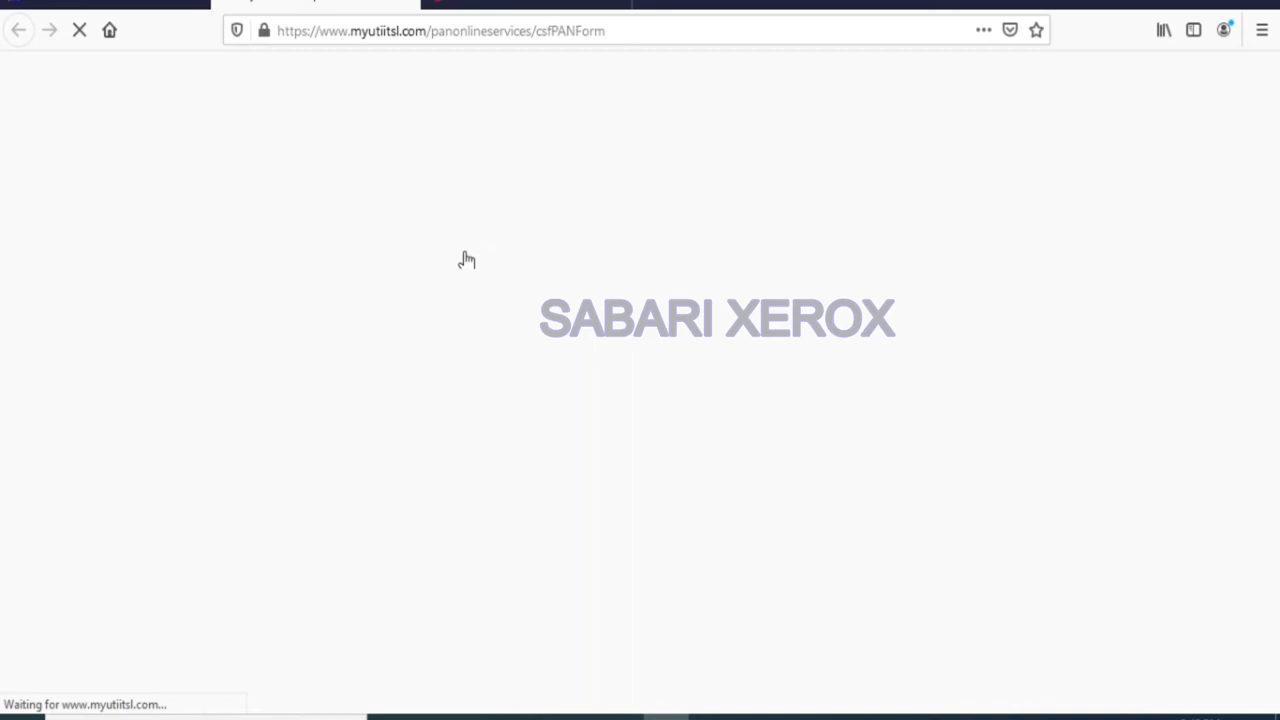 https://www.myutiitsl.com/panonlineservices/csfPANForm
SABARI XEROX
Waiting for www.myutiitsl.com...